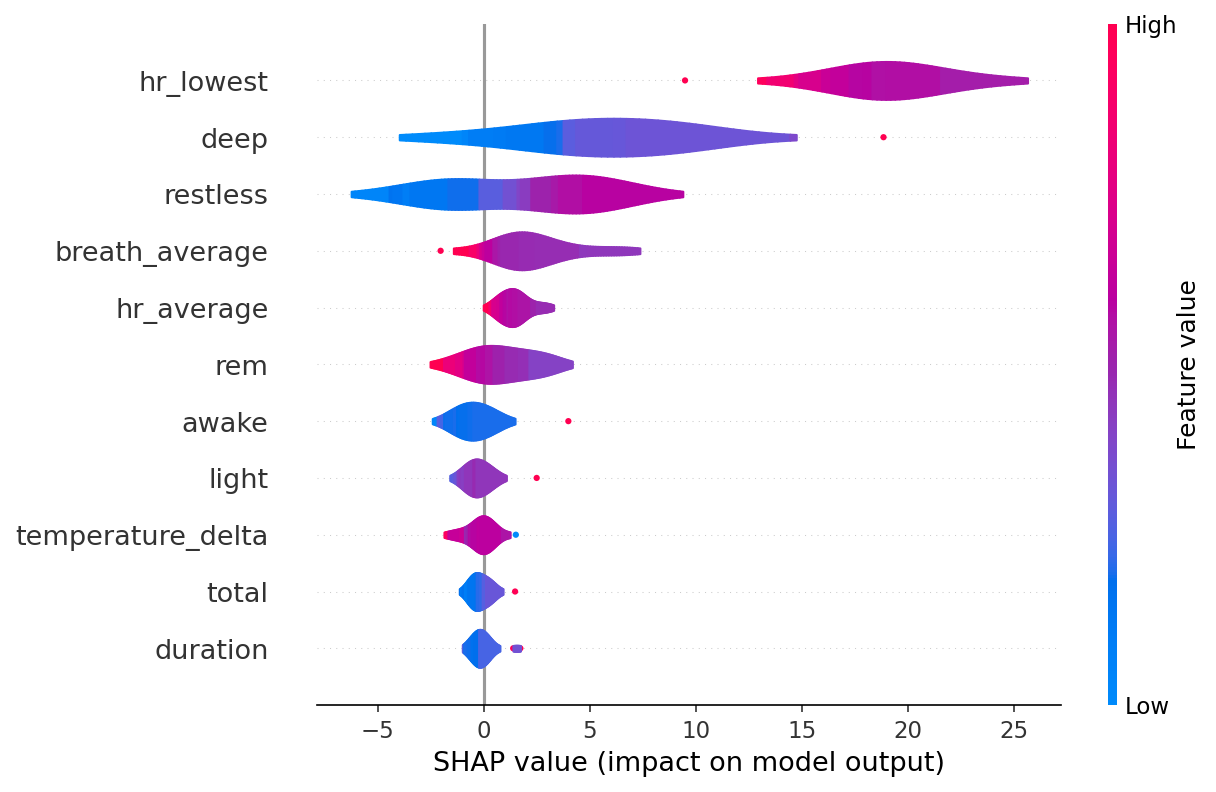 High
hr_lowest
deep
restless
breath_average
hr_average
rem
awake
light
temperature_delta
total
duration
Feature value
Low
−5 0 5 10 15 20 25
SHAP value (impact on model output)